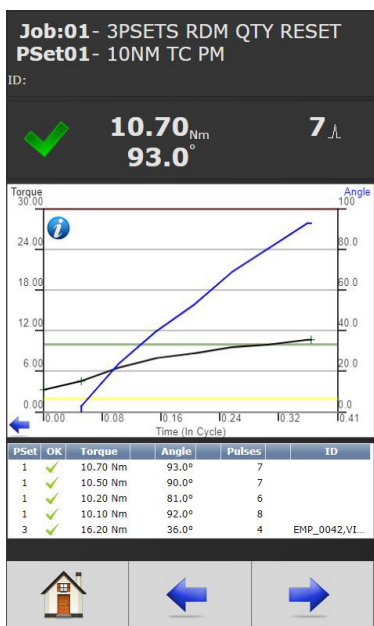 Job:01- 3PSETS RDM QTY RESET
PSet01- 10NM TC PM
ID:
10.70 Nm 7
93.0°
Torque Angle
30.00 100
24.00 80.0
18.00 60.0
12.00 40.0
6.00 20.0
0.00 0.0
0.00 0.08 0.16 0.24 0.32 0.41
Time (In Cycle)
PSet OK Torque Angle Pulses ID
1 10.70 Nm 93.0° 7
1 10.50 Nm 90.0° 7
1 10.20 Nm 81.0° 6
1 10.10 Nm 92.0° 8
3 16.20 Nm 36.0° 4 EMP_0042,VI...